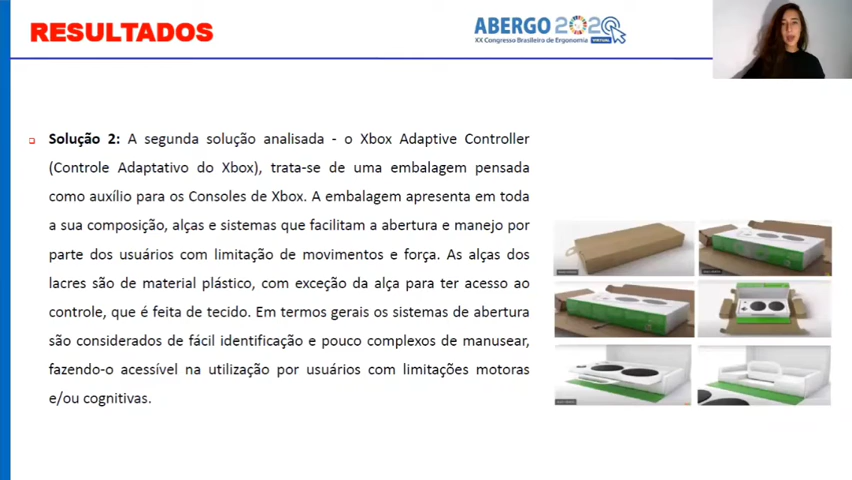 RESULTADOS
ABERGO 2020
XX Congresso Brasileiro de Ergonomia VIRTUAL
Solução 2: A segunda solução analisada - o Xbox Adaptive Controller
(Controle Adaptativo do Xbox), trata-se de uma embalagem pensada
como auxílio para os Consoles de Xbox. A embalagem apresenta em toda
a sua composição, alças e sistemas que facilitam a abertura e manejo por
parte dos usuários com limitação de movimentos e força. As alças dos
lacres são de material plástico, com exceção da alça para ter acesso ao
controle, que é feita de tecido. Em termos gerais os sistemas de abertura
são considerados de fácil identificação e pouco complexos de manusear,
fazendo-o acessível na utilização por usuários com limitações motoras
e/ou cognitivas.